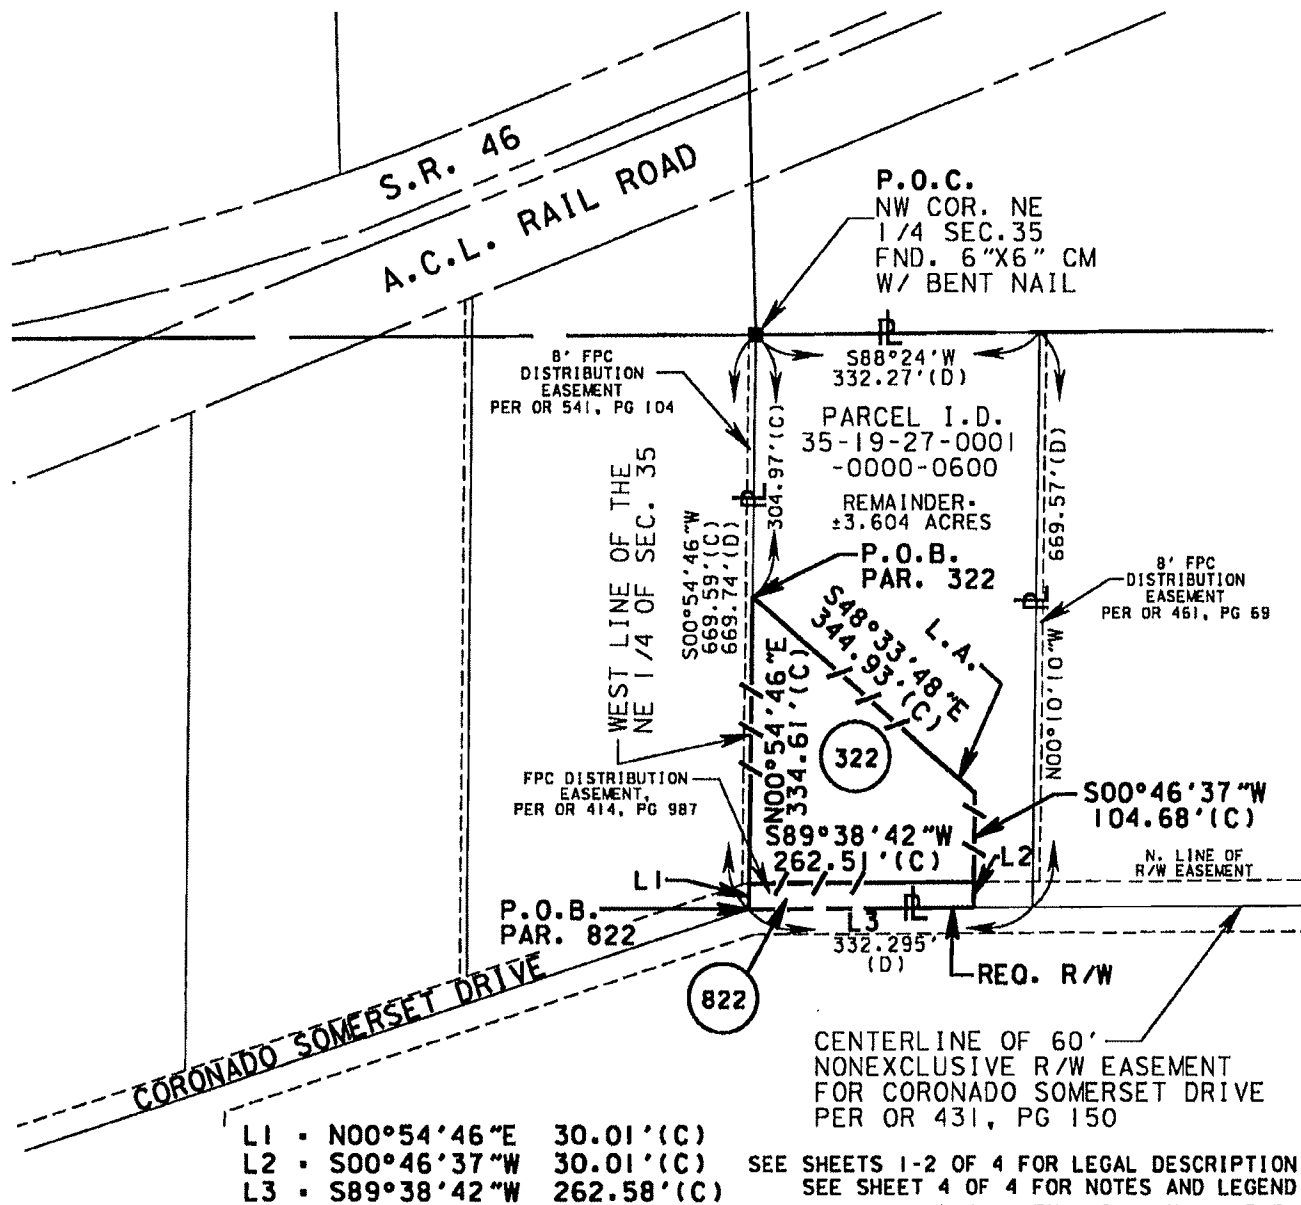 S.R. 46
A.C.L. RAIL ROAD
P.O.C.
NW COR. NE
1/4 SEC.35
FND. 6"X6" CM
W/ BENT NAIL
PL
S88°24'W
332.27'(D)
8' FPC
DISTRIBUTION
EASEMENT
PER OR 541, PG 104
304.97'(C)
PARCEL I.D.
35-19-27-0001
-0000-0600
REMAINDER=
±3.604 ACRES
669.57'(D)
WEST LINE OF THE
NE 1/4 OF SEC. 35
S00°54'46"W
669.59'(C)
669.74'(D)
PL
P.O.B.
PAR. 322
8' FPC
DISTRIBUTION
EASEMENT
PER OR 461, PG 69
PL
S48°33'48"E
344.93'(C)
L.A.
N00°54'46"E
334.61'(C)
322
N00°10'10"W
FPC DISTRIBUTION
EASEMENT,
PER OR 414, PG 987
S00°46'37"W
104.68'(C)
S89°38'42"W
262.51'(C)
L2
N. LINE OF
R/W EASEMENT
L1
P.O.B.
PAR. 822
PL
L3
332.295'
(D)
REQ. R/W
822
CORONADO SOMERSET DRIVE
CENTERLINE OF 60'
NONEXCLUSIVE R/W EASEMENT
FOR CORONADO SOMERSET DRIVE
PER OR 431, PG 150
L1 = N00°54'46"E 30.01'(C)
L2 = S00°46'37"W 30.01'(C)
L3 = S89°38'42"W 262.58'(C)
SEE SHEETS 1-2 OF 4 FOR LEGAL DESCRIPTION
SEE SHEET 4 OF 4 FOR NOTES AND LEGEND